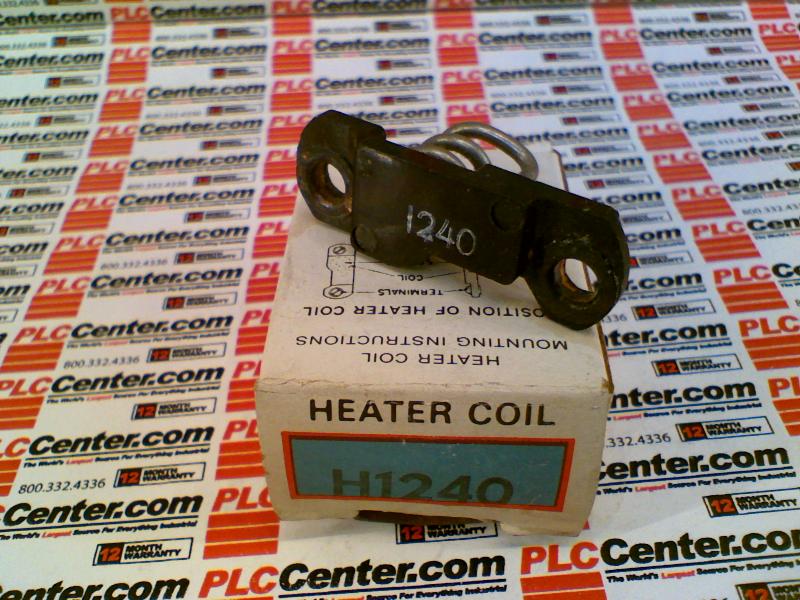 1240
COIL
TERMINALS
POSITION OF HEATER COIL
MOUNTING INSTRUCTIONS
HEATER COIL
HEATER COIL
H1240
PLCCenter.com
The World's Largest Source For Everything Industrial
800.332.4336
12 MONTH WARRANTY